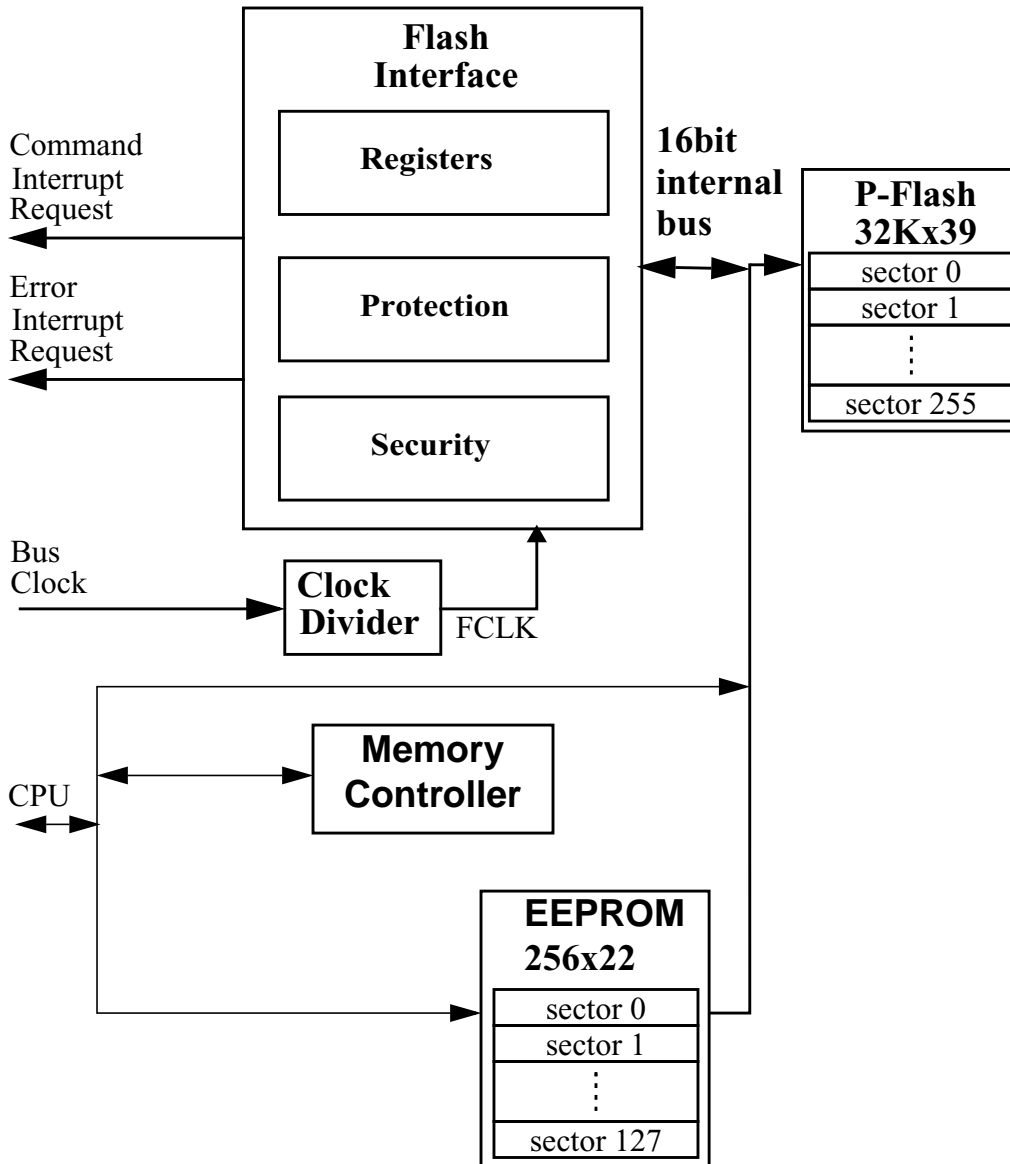 Flash
Interface
Registers
Protection
Security
Command
Interrupt
Request
Error
Interrupt
Request
16bit
internal
bus
P-Flash
32Kx39
sector 0
sector 1
sector 255
Bus
Clock
Clock
Divider
FCLK
Memory
Controller
CPU
EEPROM
256x22
sector 0
sector 1
sector 127